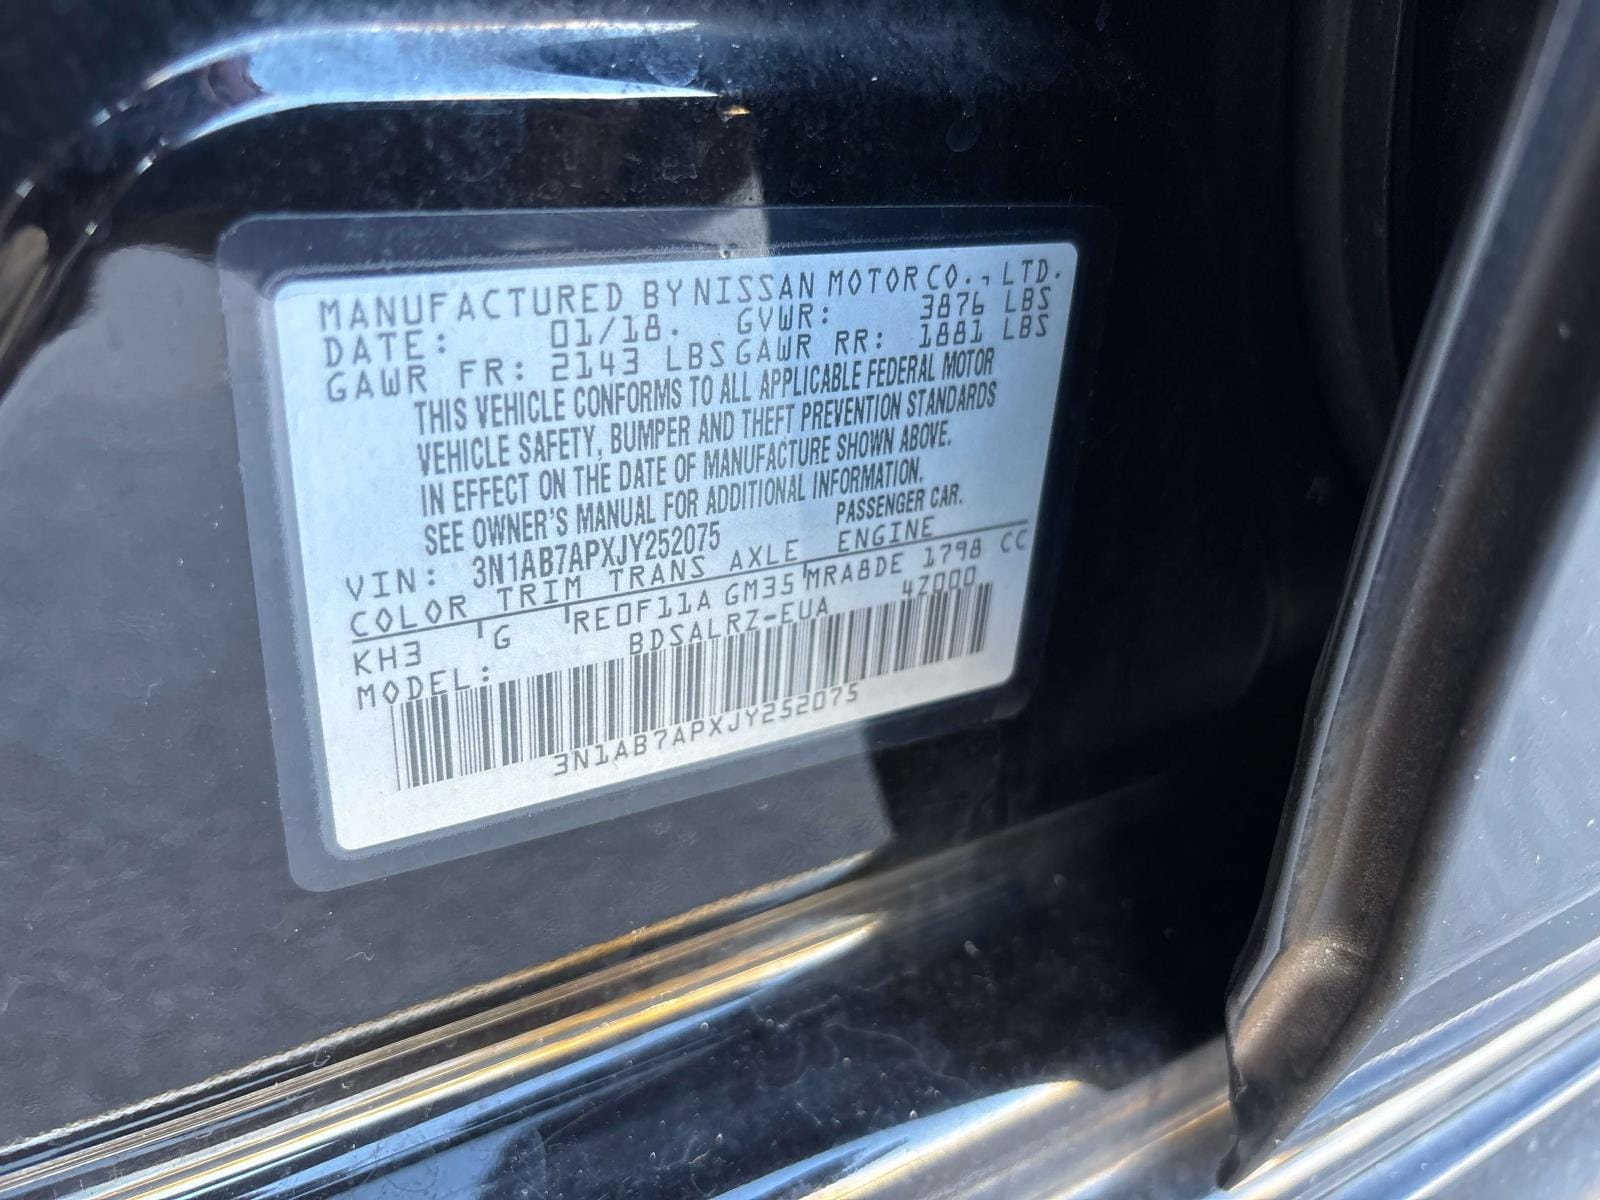 MANUFACTURED BY NISSAN MOTOR CO., LTD.
DATE: 01/18. GVWR: 3876 LBS
GAWR FR: 2143 LBS GAWR RR: 1881 LBS
THIS VEHICLE CONFORMS TO ALL APPLICABLE FEDERAL MOTOR
VEHICLE SAFETY, BUMPER AND THEFT PREVENTION STANDARDS
IN EFFECT ON THE DATE OF MANUFACTURE SHOWN ABOVE.
SEE OWNER'S MANUAL FOR ADDITIONAL INFORMATION.
VIN: 3N1AB7APXJY252075 PASSENGER CAR.
COLOR TRIM TRANS AXLE ENGINE
KH3 G RE0F11A GM35 MRA8DE 1798 CC
MODEL: BDSALRZ-EUA 4Z000
3N1AB7APXJY252075